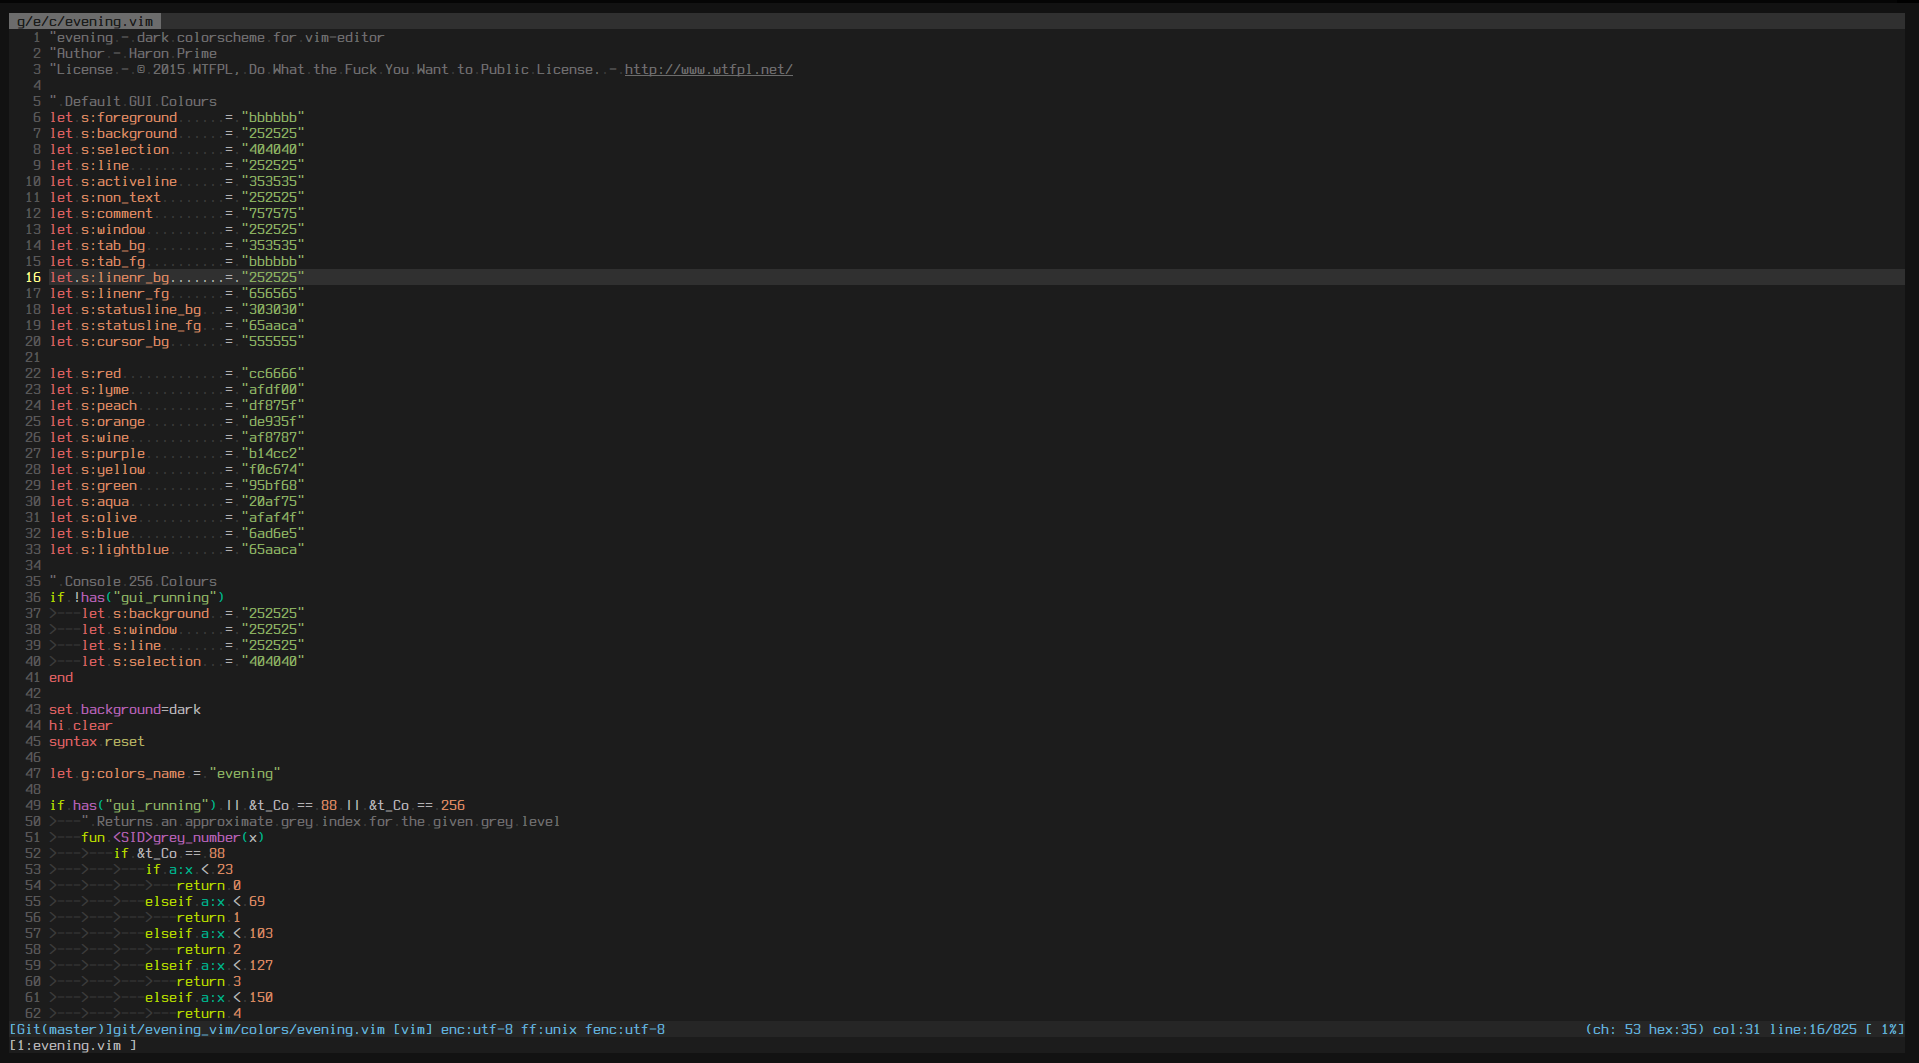 g/e/c/evening.vim
1 "evening - dark colorscheme for vim-editor
2 "Author - Haron Prime
3 "License - © 2015 WTFPL, Do What the Fuck You Want to Public License. - http://www.wtfpl.net/
4
5 " Default GUI Colours
6 let s:foreground......= "bbbbbb"
7 let s:background......= "252525"
8 let s:selection.......= "404040"
9 let s:line............= "252525"
10 let s:activeline......= "353535"
11 let s:non_text........= "252525"
12 let s:comment.........= "757575"
13 let s:window..........= "252525"
14 let s:tab_bg..........= "353535"
15 let s:tab_fg..........= "bbbbbb"
16 let.s:linenr_bg.......=."252525"
17 let s:linenr_fg.......= "656565"
18 let s:statusline_bg...= "303030"
19 let s:statusline_fg...= "65aaca"
20 let s:cursor_bg.......= "555555"
21
22 let s:red.............= "cc6666"
23 let s:lyme............= "afdf00"
24 let s:peach...........= "df875f"
25 let s:orange..........= "de935f"
26 let s:wine............= "af8787"
27 let s:purple..........= "b14cc2"
28 let s:yellow..........= "f0c674"
29 let s:green...........= "95bf68"
30 let s:aqua............= "20af75"
31 let s:olive...........= "afaf4f"
32 let s:blue............= "6ad6e5"
33 let s:lightblue.......= "65aaca"
34
35 " Console 256 Colours
36 if !has("gui_running")
37 >---let s:background..= "252525"
38 >---let s:window......= "252525"
39 >---let s:line........= "252525"
40 >---let s:selection...= "404040"
41 end
42
43 set background=dark
44 hi clear
45 syntax reset
46
47 let g:colors_name = "evening"
48
49 if has("gui_running") || &t_Co == 88 || &t_Co == 256
50 >---" Returns an approximate grey index for the given grey level
51 >---fun <SID>grey_number(x)
52 >--->---if &t_Co == 88
53 >--->--->---if a:x < 23
54 >--->--->--->---return 0
55 >--->--->---elseif a:x < 69
56 >--->--->--->---return 1
57 >--->--->---elseif a:x < 103
58 >--->--->--->---return 2
59 >--->--->---elseif a:x < 127
60 >--->--->--->---return 3
61 >--->--->---elseif a:x < 150
62 >--->--->--->---return 4
[Git(master)]git/evening_vim/colors/evening.vim [vim] enc:utf-8 ff:unix fenc:utf-8 (ch: 53 hex:35) col:31 line:16/825 [ 1%]
[1:evening.vim ]